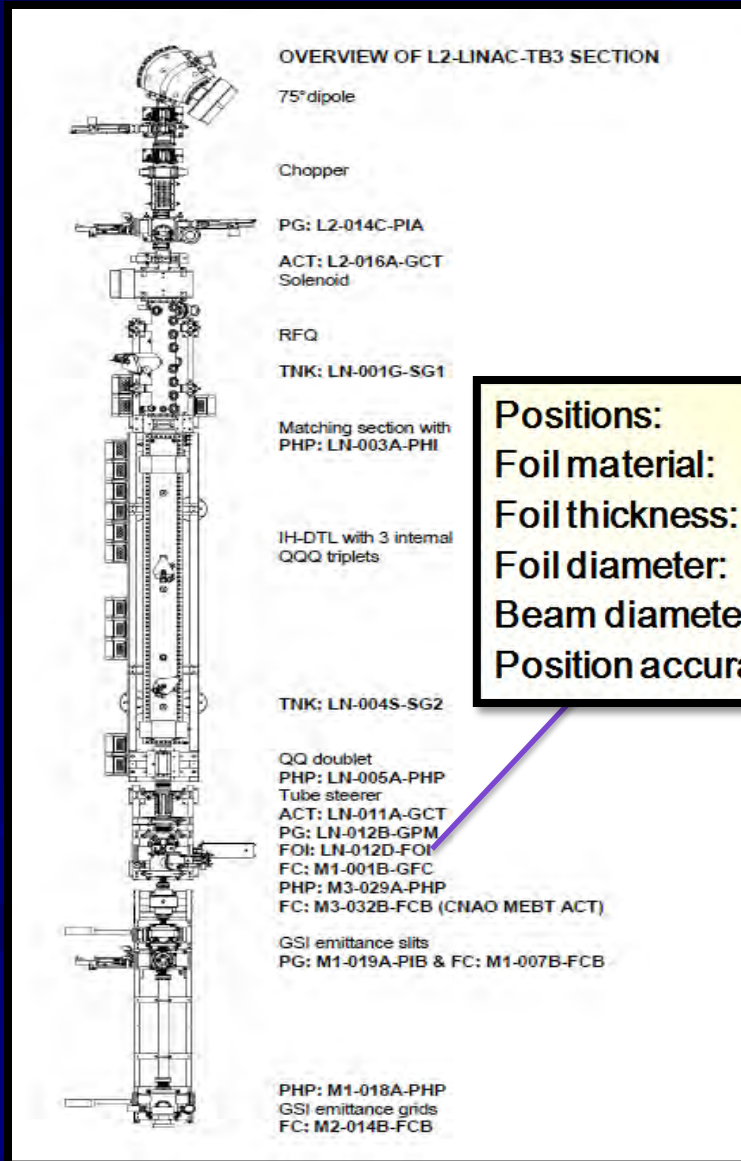 OVERVIEW OF L2-LINAC-TB3 SECTION
75°dipole
Chopper
PG: L2-014C-PIA
ACT: L2-016A-GCT
Solenoid
RFQ
TNK: LN-001G-SG1
Matching section with
PHP: LN-003A-PHI
IH-DTL with 3 internal
QQQ triplets
TNK: LN-004S-SG2
QQ doublet
PHP: LN-005A-PHP
Tube steerer
ACT: LN-011A-GCT
PG: LN-012B-GPM
FOI: LN-012D-FOI
FC: M1-001B-GFC
PHP: M3-029A-PHP
FC: M3-032B-FCB (CNAO MEBT ACT)
GSI emittance slits
PG: M1-019A-PIB & FC: M1-007B-FCB
PHP: M1-018A-PHP
GSI emittance grids
FC: M2-014B-FCB
Positions:
Foil material:
Foil thickness:
Foil diameter:
Beam diamete
Position accura